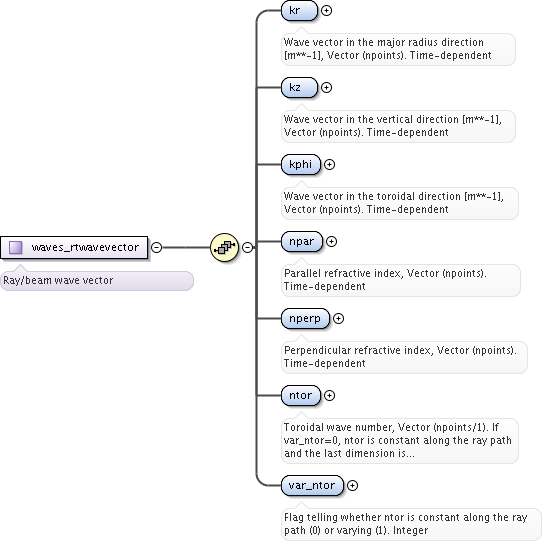 kr
Wave vector in the major radius direction
[m**-1], Vector (npoints). Time-dependent
kz
Wave vector in the vertical direction [m**-1],
Vector (npoints). Time-dependent
kphi
Wave vector in the toroidal direction [m**-1],
Vector (npoints). Time-dependent
waves_rtwavevector
Ray/beam wave vector
npar
Parallel refractive index, Vector (npoints).
Time-dependent
nperp
Perpendicular refractive index, Vector (npoints).
Time-dependent
ntor
Toroidal wave number, Vector (npoints/1). If
var_ntor=0, ntor is constant along the ray path
and the last dimension is...
var_ntor
Flag telling whether ntor is constant along the ray
path (0) or varying (1). Integer